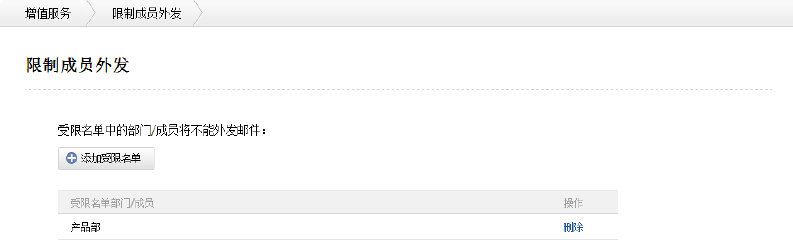 增值服务 限制成员外发
限制成员外发
受限名单中的部门/成员将不能外发邮件：
添加受限名单
受限名单部门/成员 操作
产品部 刪除